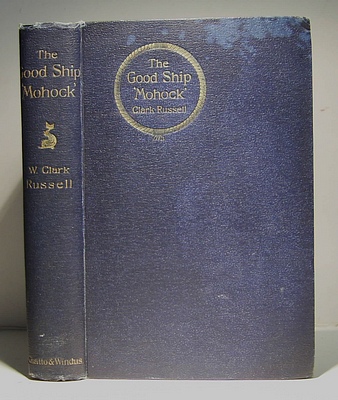 The
Good Ship
'Mohock'
W. Clark
Russell
Chatto & Windus
The
Good Ship
'Mohock'
Clark Russell